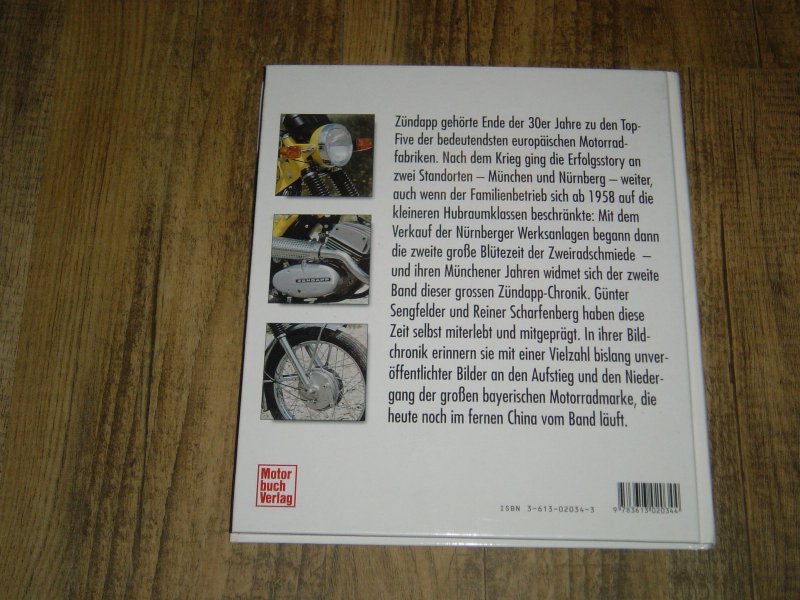 Zündapp gehörte Ende der 30er Jahre zu den Top-
Five der bedeutendsten europäischen Motorrad-
fabriken. Nach dem Krieg ging die Erfolgsstory an
zwei Standorten – München und Nürnberg – weiter,
auch wenn der Familienbetrieb sich ab 1958 auf die
kleineren Hubraumklassen beschränkte: Mit dem
Verkauf der Nürnberger Werksanlagen begann dann
die zweite große Blütezeit der Zweiradschmiede –
und ihren Münchener Jahren widmet sich der zweite
Band dieser grossen Zündapp-Chronik. Günter
Sengfelder und Reiner Scharfenberg haben diese
Zeit selbst miterlebt und mitgeprägt. In ihrer Bild-
chronik erinnern sie mit einer Vielzahl bislang unver-
öffentlichter Bilder an den Aufstieg und den Nieder-
gang der großen bayerischen Motorradmarke, die
heute noch im fernen China vom Band läuft.
ZÜNDAPP
Motor
buch
Verlag
ISBN 3-613-02034-3
9 783613 020344